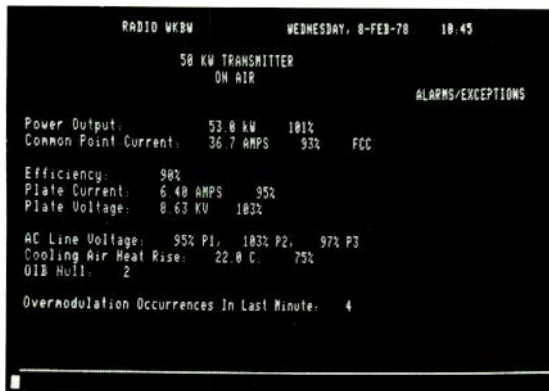 RADIO WKBW WEDNESDAY, 8-FEB-78 10:45
50 KW TRANSMITTER
ON AIR
ALARMS/EXCEPTIONS
Power Output: 53.0 kW 101%
Common Point Current: 36.7 AMPS 93% FCC
Efficiency: 90%
Plate Current: 6.40 AMPS 95%
Plate Voltage: 8.63 KV 103%
AC Line Voltage: 95% P1, 103% P2, 97% P3
Cooling Air Heat Rise: 22.0 C. 75%
OIB Null: 2
Overmodulation Occurrences In Last Minute: 4